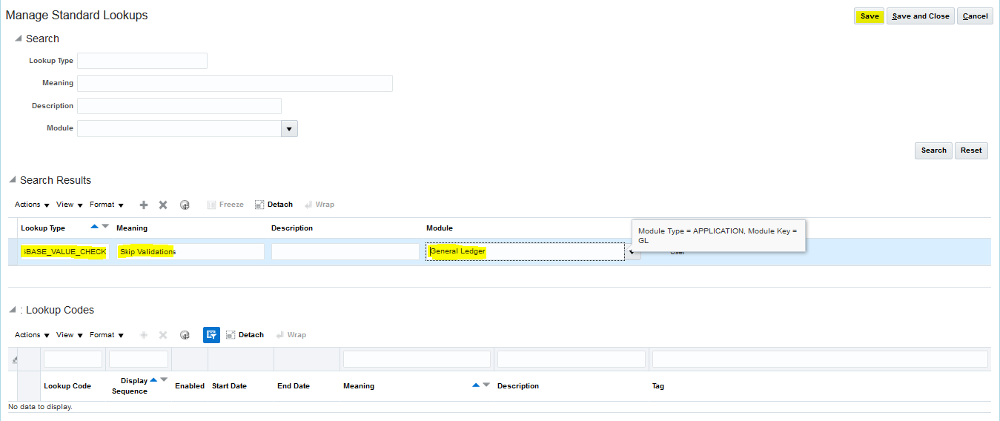 Manage Standard Lookups
Save Save and Close Cancel
Search
Lookup Type
Meaning
Description
Module
Search Reset
Search Results
Actions View Format Freeze Detach Wrap
Lookup Type Meaning Description Module
BASE_VALUE_CHECK Skip Validations General Ledger User
Module Type = APPLICATION, Module Key =
GL
: Lookup Codes
Actions View Format Detach Wrap
Lookup Code Display Sequence Enabled Start Date End Date Meaning Description Tag
No data to display.